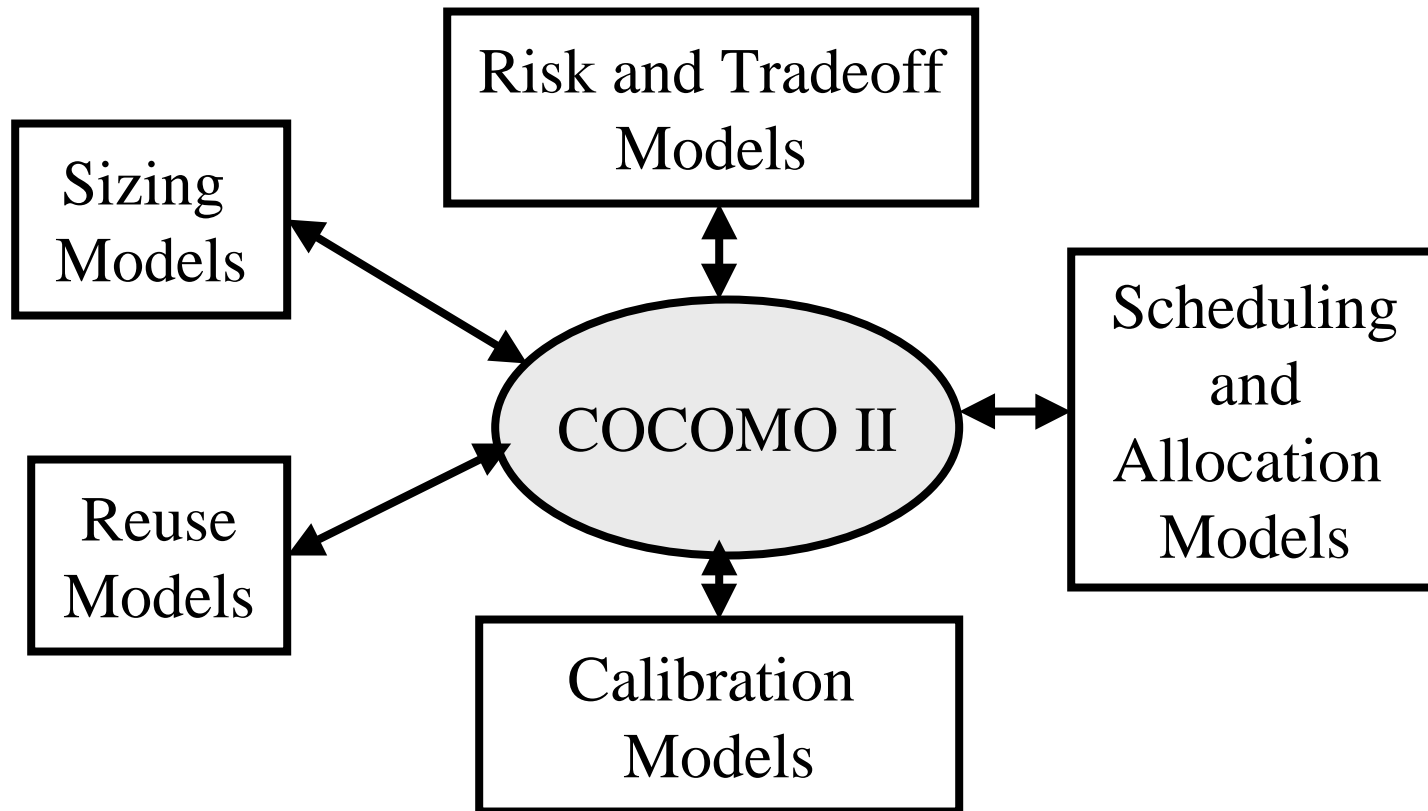 Risk and Tradeoff
Models
Sizing
Models
Scheduling
and
Allocation
Models
COCOMO II
Reuse
Models
Calibration
Models